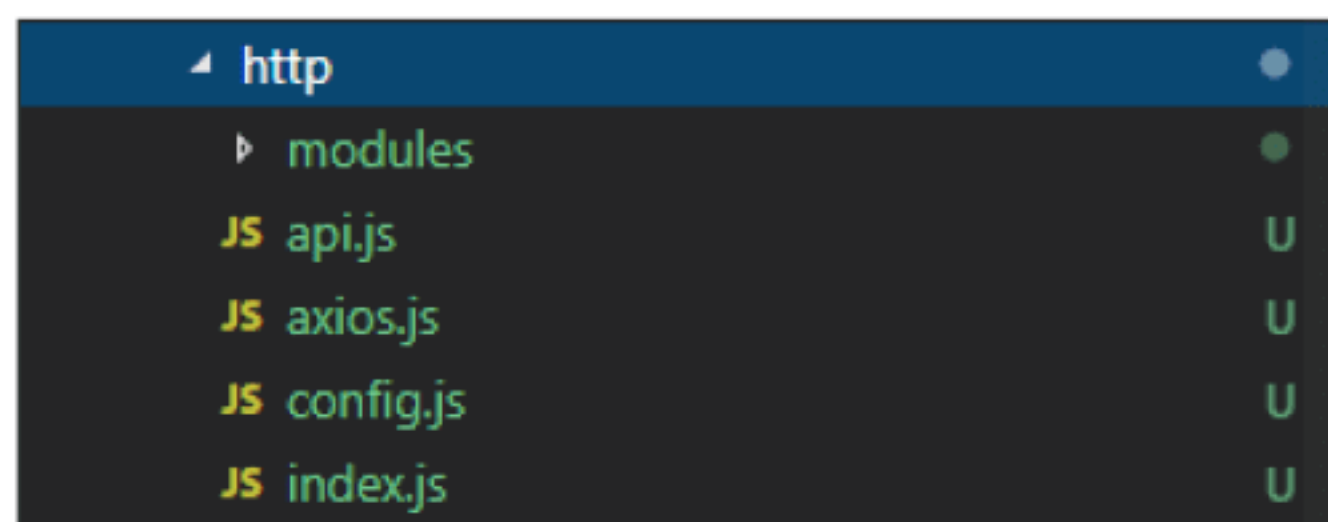 http
modules
JS api.js U
JS axios.js U
JS config.js U
JS index.js U